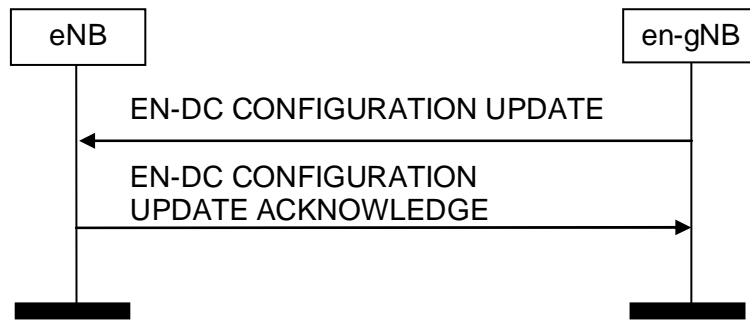 eNB
en-gNB
EN-DC CONFIGURATION UPDATE
EN-DC CONFIGURATION
UPDATE ACKNOWLEDGE